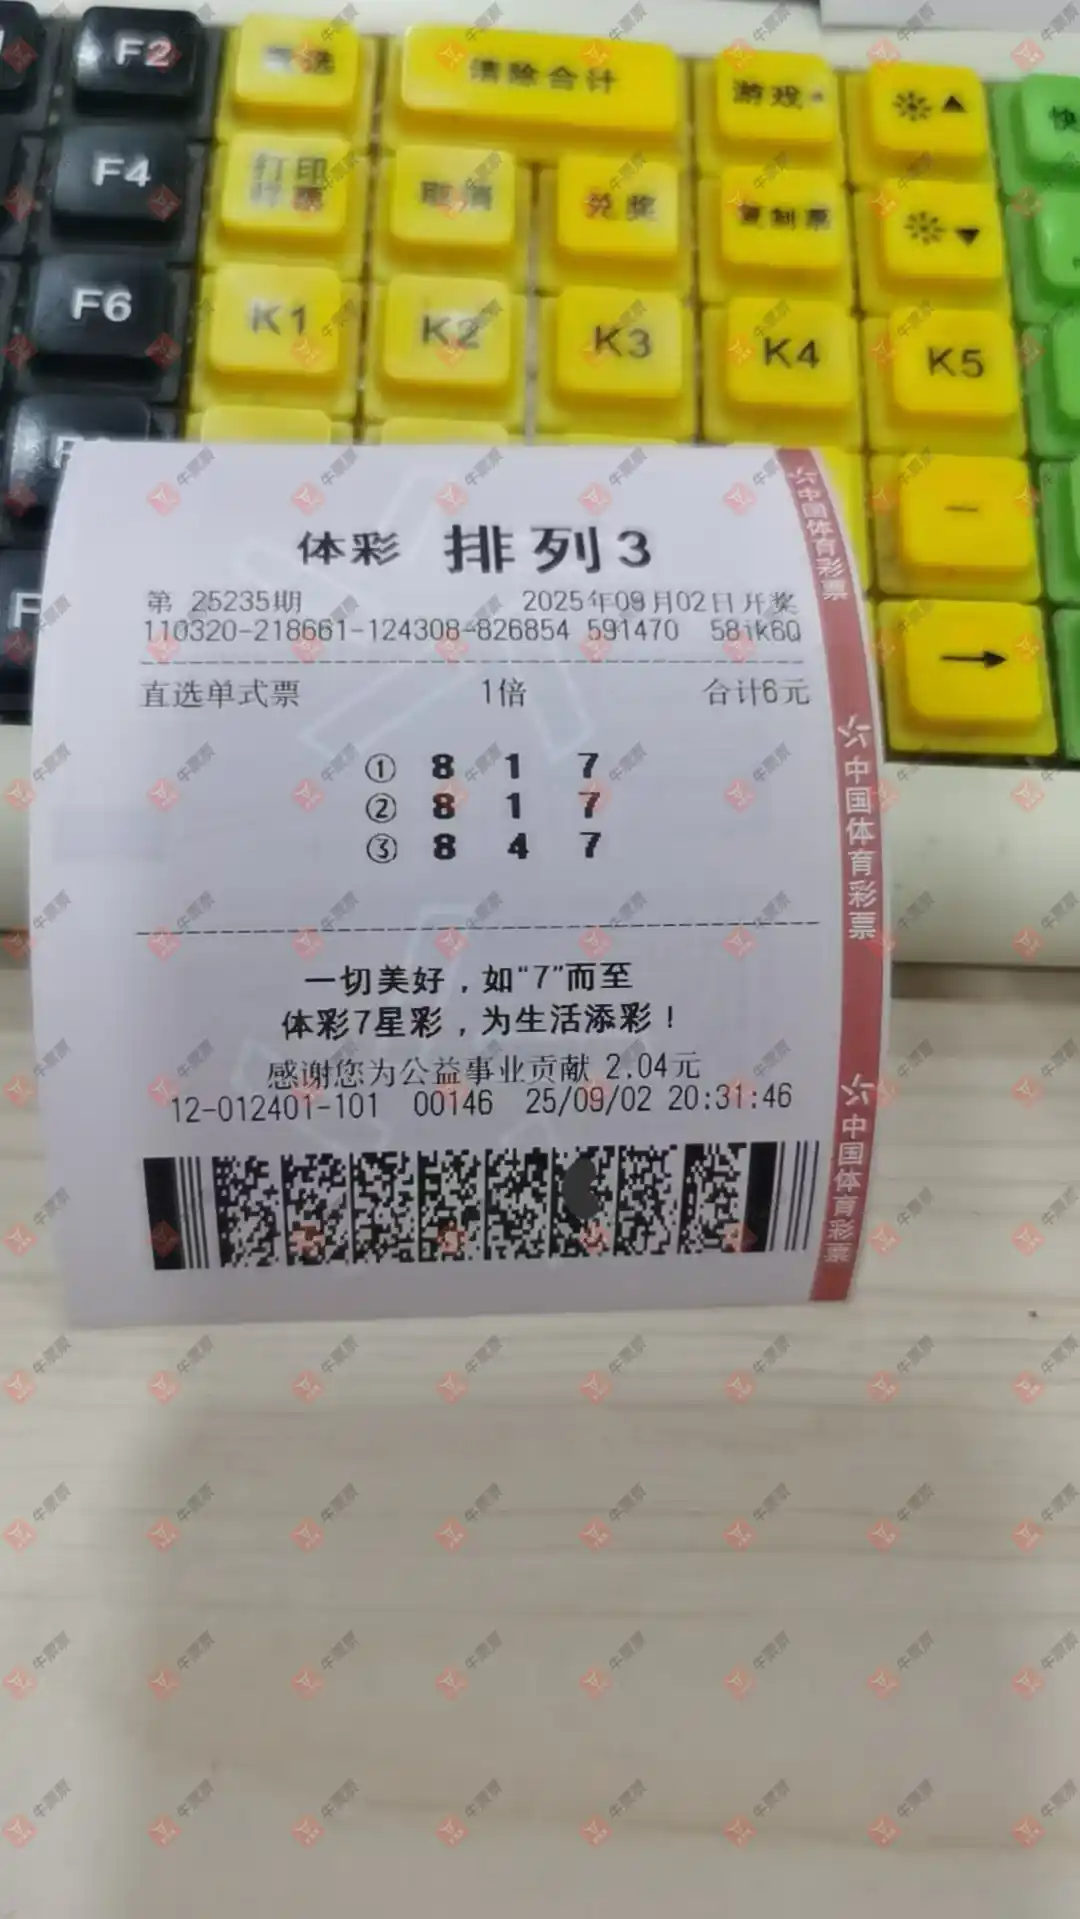 F2
清除合计
游戏
快
F4
打印
取消
兑奖
复制票
F6
K1
K2
K3
K4
K5
体彩 排列3
第 25235期 2025年09月02日开奖
110320-218661-124308-826854 591470 58ik6Q
直选单式票 1倍 合计6元
① 8 1 7
② 8 1 7
③ 8 4 7
一切美好，如“7”而至
体彩7星彩，为生活添彩！
感谢您为公益事业贡献 2.04元
12-012401-101 00146 25/09/02 20:31:46
中国体育彩票
中国体育彩票
中国体育彩票
牛票票